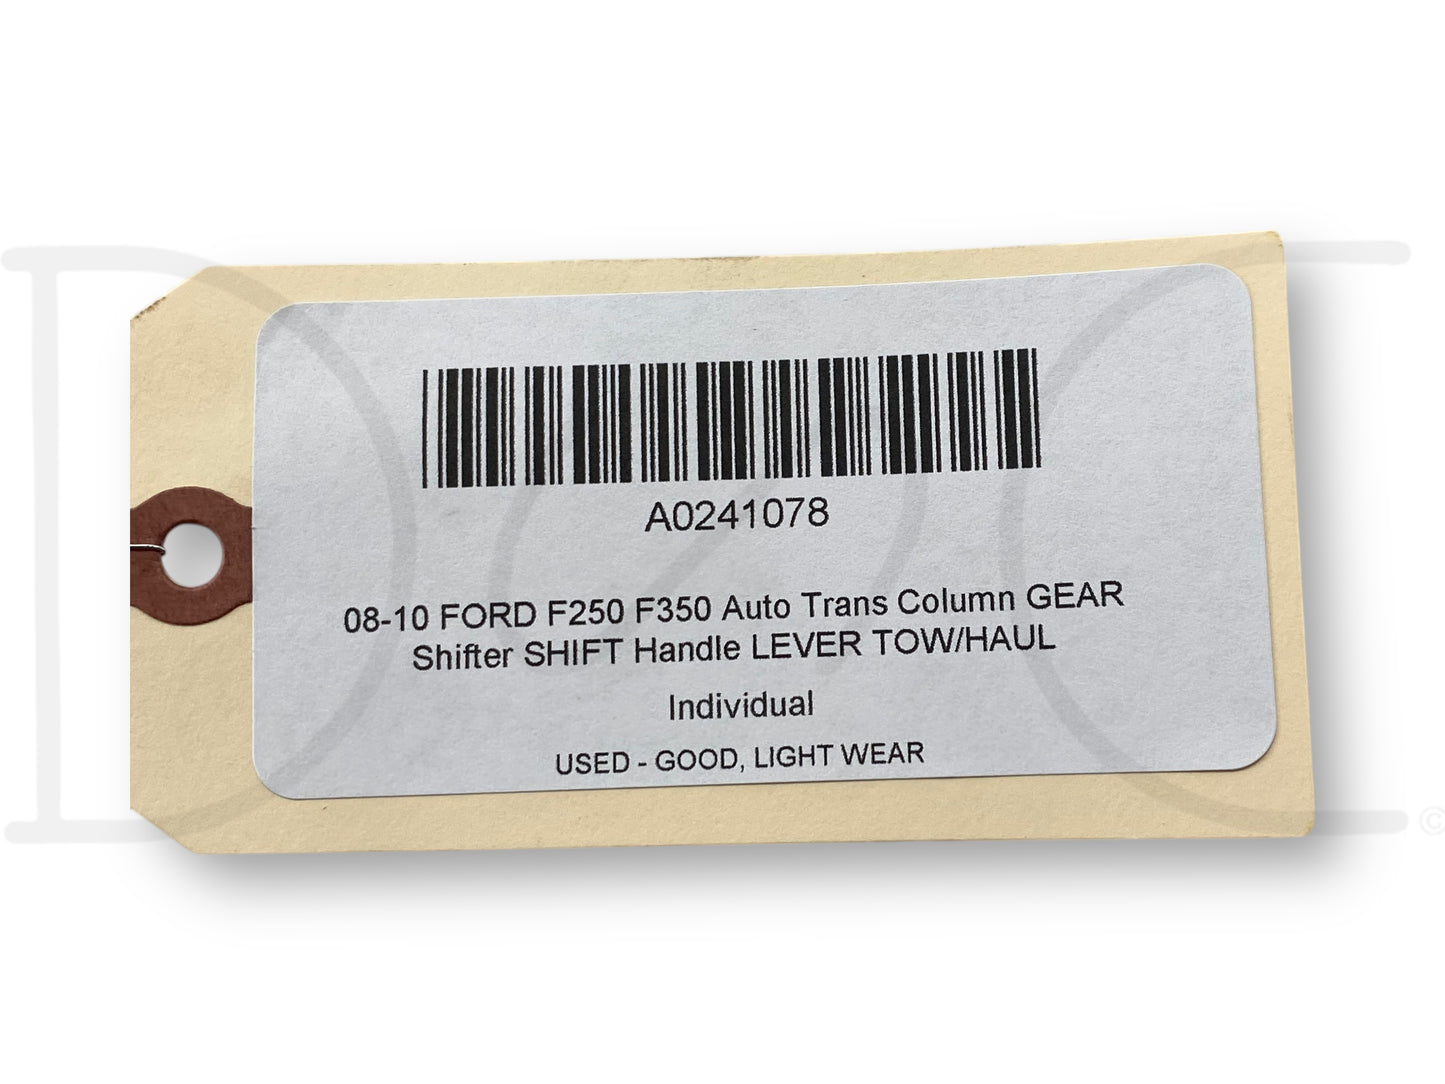 A0241078
08-10 FORD F250 F350 Auto Trans Column GEAR
Shifter SHIFT Handle LEVER TOW/HAUL
Individual
USED - GOOD, LIGHT WEAR
©